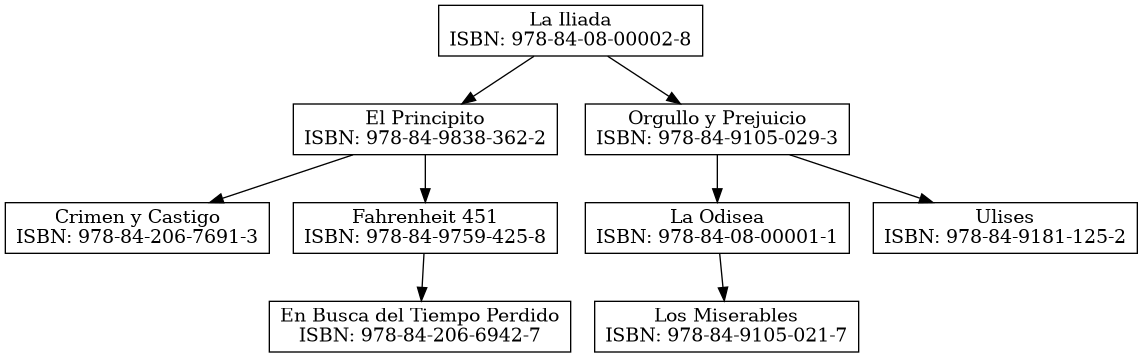 La Iliada
ISBN: 978-84-08-00002-8
El Principito
ISBN: 978-84-9838-362-2
Orgullo y Prejuicio
ISBN: 978-84-9105-029-3
Crimen y Castigo
ISBN: 978-84-206-7691-3
Fahrenheit 451
ISBN: 978-84-9759-425-8
La Odisea
ISBN: 978-84-08-00001-1
Ulises
ISBN: 978-84-9181-125-2
En Busca del Tiempo Perdido
ISBN: 978-84-206-6942-7
Los Miserables
ISBN: 978-84-9105-021-7